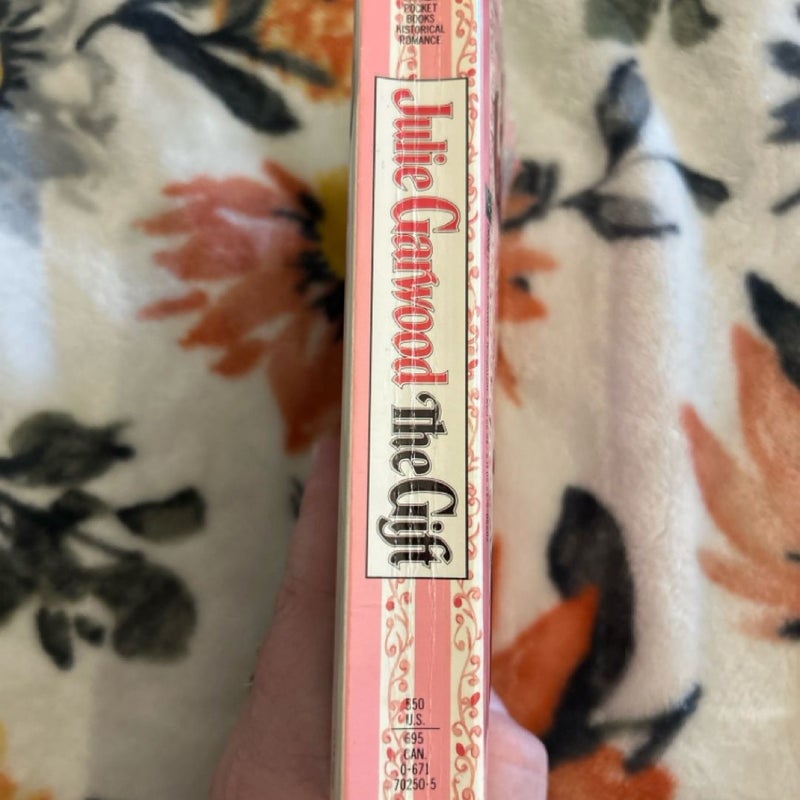 POCKET
BOOKS
HISTORICAL
ROMANCE
Julie Garwood The Gift
550
U.S.
695
CAN.
0-671
70250-5